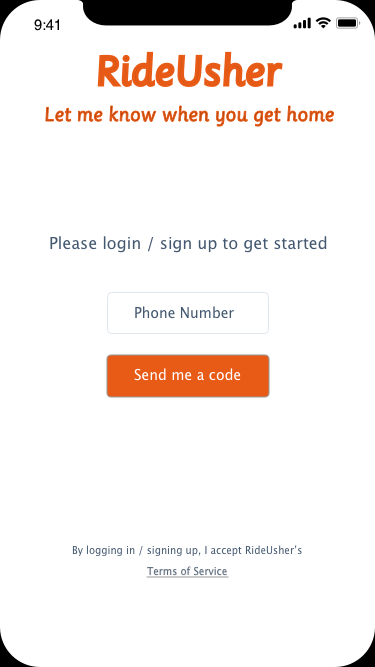 9:41
RideUsher
Let me know when you get home
Please login / sign up to get started
Phone Number
Send me a code
By logging in / signing up, I accept RideUsher's
Terms of Service